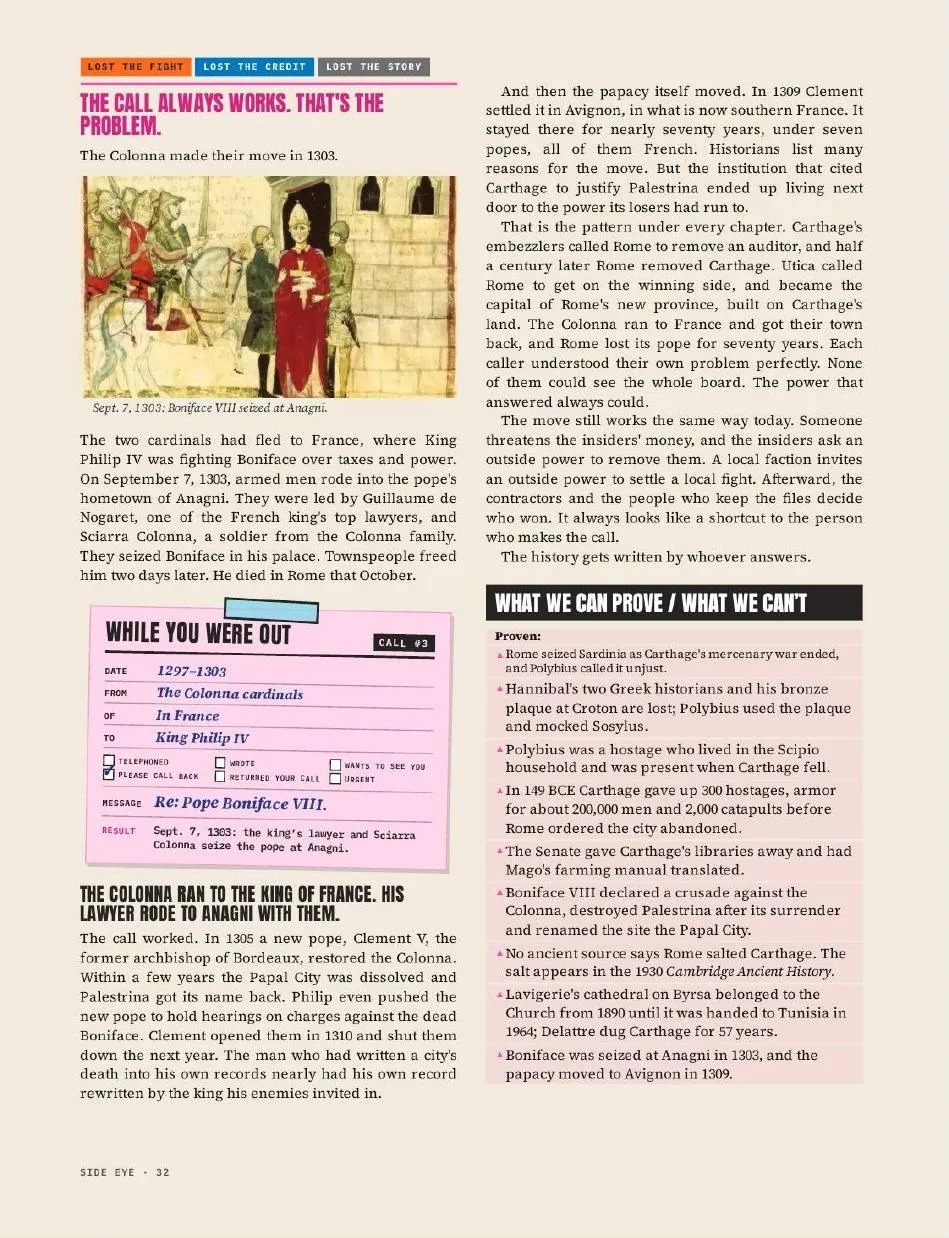 LOST THE FIGHT LOST THE CREDIT LOST THE STORY
THE CALL ALWAYS WORKS. THAT'S THE
PROBLEM.
The Colonna made their move in 1303.
Sept. 7, 1303: Boniface VIII seized at Anagni.
The two cardinals had fled to France, where King
Philip IV was fighting Boniface over taxes and power.
On September 7, 1303, armed men rode into the pope's
hometown of Anagni. They were led by Guillaume de
Nogaret, one of the French king's top lawyers, and
Sciarra Colonna, a soldier from the Colonna family.
They seized Boniface in his palace. Townspeople freed
him two days later. He died in Rome that October.
WHILE YOU WERE OUT
CALL #3
DATE 1297–1303
FROM The Colonna cardinals
OF In France
TO King Philip IV
TELEPHONED WROTE WANTS TO SEE YOU
PLEASE CALL BACK RETURNED YOUR CALL URGENT
MESSAGE Re: Pope Boniface VIII.
RESULT Sept. 7, 1303: the king's lawyer and Sciarra
Colonna seize the pope at Anagni.
THE COLONNA RAN TO THE KING OF FRANCE. HIS
LAWYER RODE TO ANAGNI WITH THEM.
The call worked. In 1305 a new pope, Clement V, the
former archbishop of Bordeaux, restored the Colonna.
Within a few years the Papal City was dissolved and
Palestrina got its name back. Philip even pushed the
new pope to hold hearings on charges against the dead
Boniface. Clement opened them in 1310 and shut them
down the next year. The man who had written a city's
death into his own records nearly had his own record
rewritten by the king his enemies invited in.
And then the papacy itself moved. In 1309 Clement
settled it in Avignon, in what is now southern France. It
stayed there for nearly seventy years, under seven
popes, all of them French. Historians list many
reasons for the move. But the institution that cited
Carthage to justify Palestrina ended up living next
door to the power its losers had run to.
That is the pattern under every chapter. Carthage's
embezzlers called Rome to remove an auditor, and half
a century later Rome removed Carthage. Utica called
Rome to get on the winning side, and became the
capital of Rome's new province, built on Carthage's
land. The Colonna ran to France and got their town
back, and Rome lost its pope for seventy years. Each
caller understood their own problem perfectly. None
of them could see the whole board. The power that
answered always could.
The move still works the same way today. Someone
threatens the insiders' money, and the insiders ask an
outside power to remove them. A local faction invites
an outside power to settle a local fight. Afterward, the
contractors and the people who keep the files decide
who won. It always looks like a shortcut to the person
who makes the call.
The history gets written by whoever answers.
WHAT WE CAN PROVE / WHAT WE CAN'T
Proven:
▲ Rome seized Sardinia as Carthage's mercenary war ended,
and Polybius called it unjust.
▲ Hannibal's two Greek historians and his bronze
plaque at Croton are lost; Polybius used the plaque
and mocked Sosylus.
▲ Polybius was a hostage who lived in the Scipio
household and was present when Carthage fell.
▲ In 149 BCE Carthage gave up 300 hostages, armor
for about 200,000 men and 2,000 catapults before
Rome ordered the city abandoned.
▲ The Senate gave Carthage's libraries away and had
Mago's farming manual translated.
▲ Boniface VIII declared a crusade against the
Colonna, destroyed Palestrina after its surrender
and renamed the site the Papal City.
▲ No ancient source says Rome salted Carthage. The
salt appears in the 1930 Cambridge Ancient History.
▲ Lavigerie's cathedral on Byrsa belonged to the
Church from 1890 until it was handed to Tunisia in
1964; Delattre dug Carthage for 57 years.
▲ Boniface was seized at Anagni in 1303, and the
papacy moved to Avignon in 1309.
SIDE EYE · 32